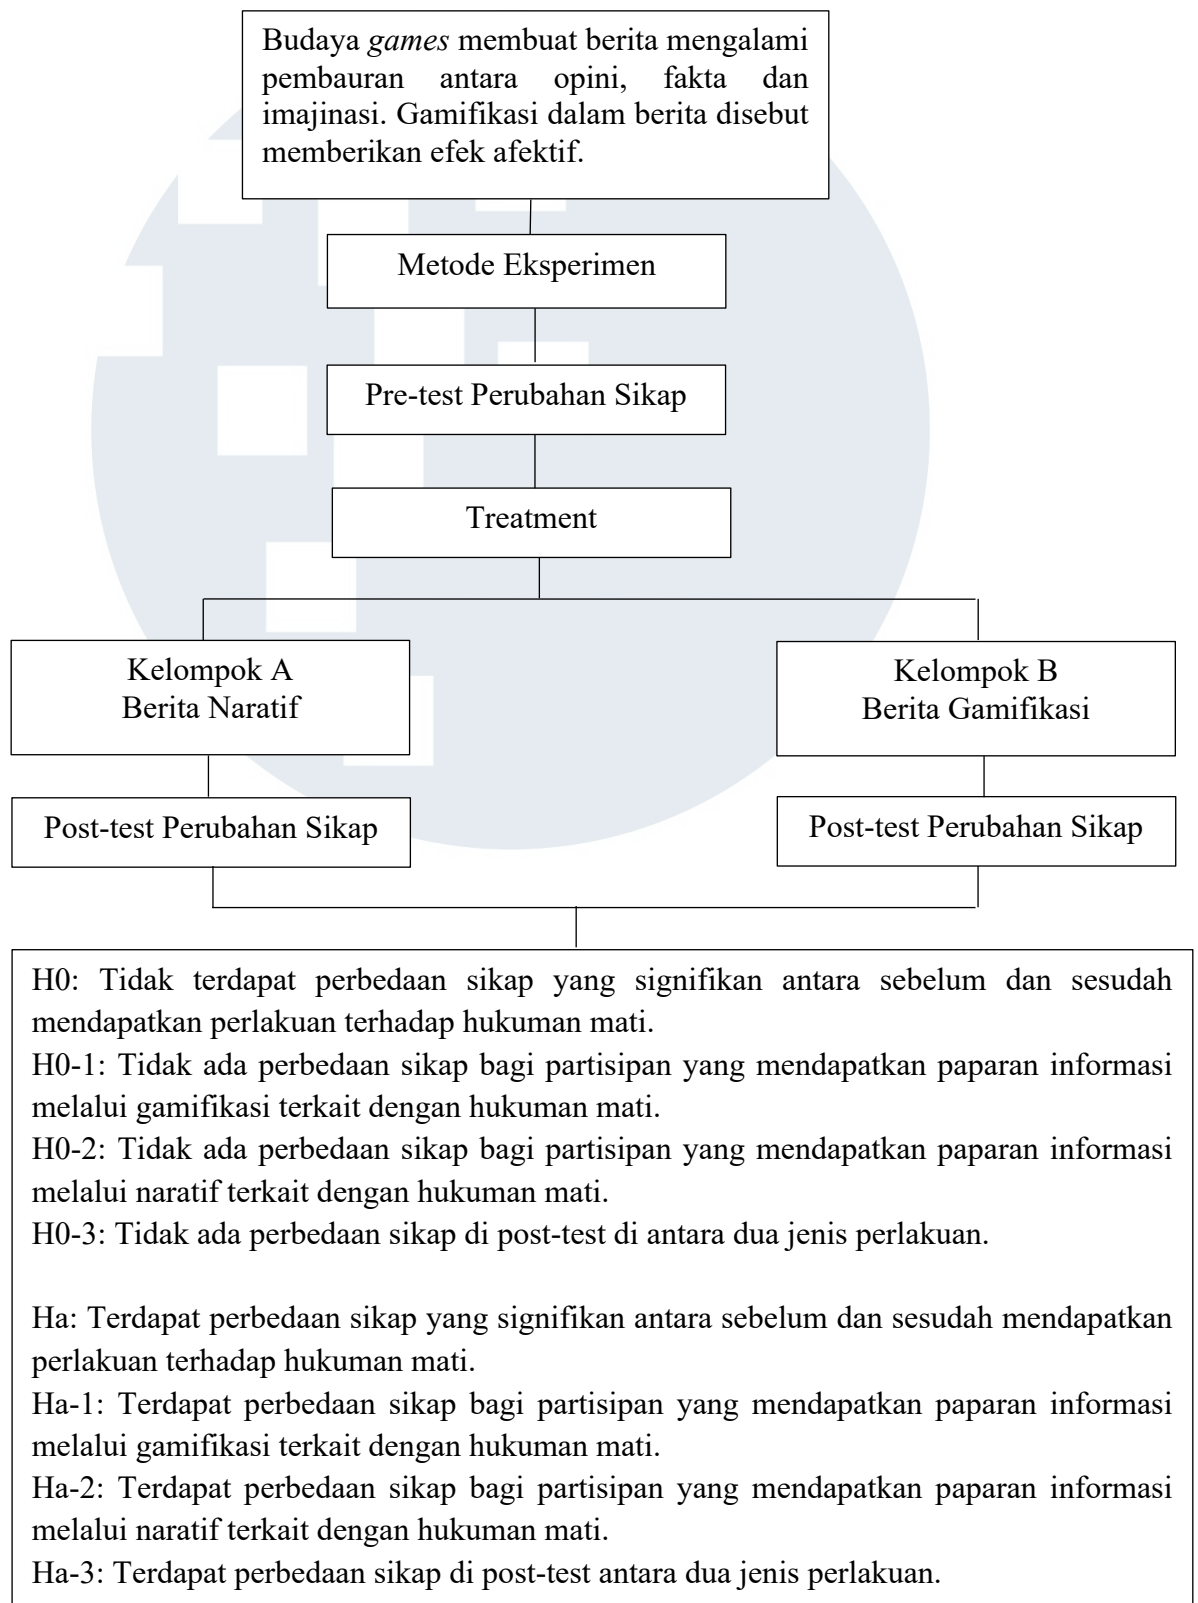 Budaya games membuat berita mengalami
pembauran antara opini, fakta dan
imajinasi. Gamifikasi dalam berita disebut
memberikan efek afektif.
Metode Eksperimen
Pre-test Perubahan Sikap
Treatment
Kelompok A
Berita Naratif
Kelompok B
Berita Gamifikasi
Post-test Perubahan Sikap
Post-test Perubahan Sikap
H0: Tidak terdapat perbedaan sikap yang signifikan antara sebelum dan sesudah
mendapatkan perlakuan terhadap hukuman mati.
H0-1: Tidak ada perbedaan sikap bagi partisipan yang mendapatkan paparan informasi
melalui gamifikasi terkait dengan hukuman mati.
H0-2: Tidak ada perbedaan sikap bagi partisipan yang mendapatkan paparan informasi
melalui naratif terkait dengan hukuman mati.
H0-3: Tidak ada perbedaan sikap di post-test di antara dua jenis perlakuan.
Ha: Terdapat perbedaan sikap yang signifikan antara sebelum dan sesudah mendapatkan
perlakuan terhadap hukuman mati.
Ha-1: Terdapat perbedaan sikap bagi partisipan yang mendapatkan paparan informasi
melalui gamifikasi terkait dengan hukuman mati.
Ha-2: Terdapat perbedaan sikap bagi partisipan yang mendapatkan paparan informasi
melalui naratif terkait dengan hukuman mati.
Ha-3: Terdapat perbedaan sikap di post-test antara dua jenis perlakuan.